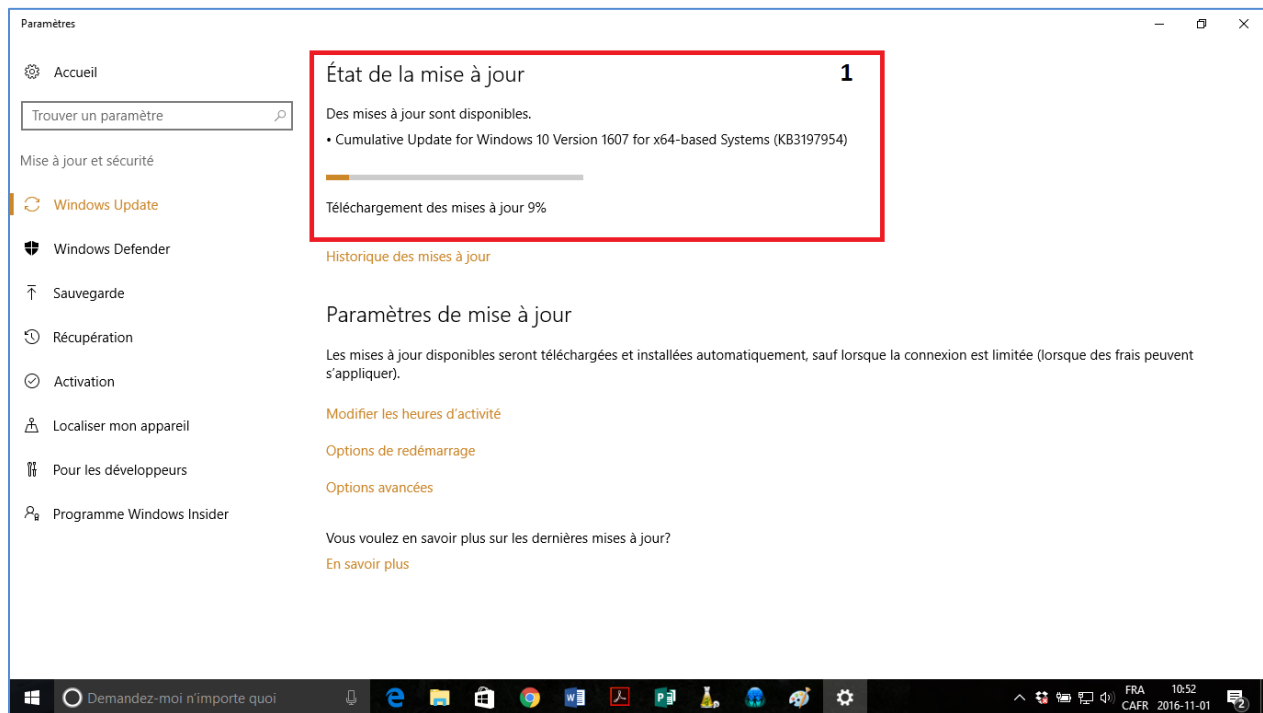 Paramètres
Accueil
Trouver un paramètre
Mise à jour et sécurité
Windows Update
Windows Defender
Sauvegarde
Récupération
Activation
Localiser mon appareil
Pour les développeurs
Programme Windows Insider
État de la mise à jour
1
Des mises à jour sont disponibles.
• Cumulative Update for Windows 10 Version 1607 for x64-based Systems (KB3197954)
Téléchargement des mises à jour 9%
Historique des mises à jour
Paramètres de mise à jour
Les mises à jour disponibles seront téléchargées et installées automatiquement, sauf lorsque la connexion est limitée (lorsque des frais peuvent
s’appliquer).
Modifier les heures d’activité
Options de redémarrage
Options avancées
Vous voulez en savoir plus sur les dernières mises à jour?
En savoir plus
Demandez-moi n'importe quoi
FRA 10:52
CAFR 2016-11-01
2